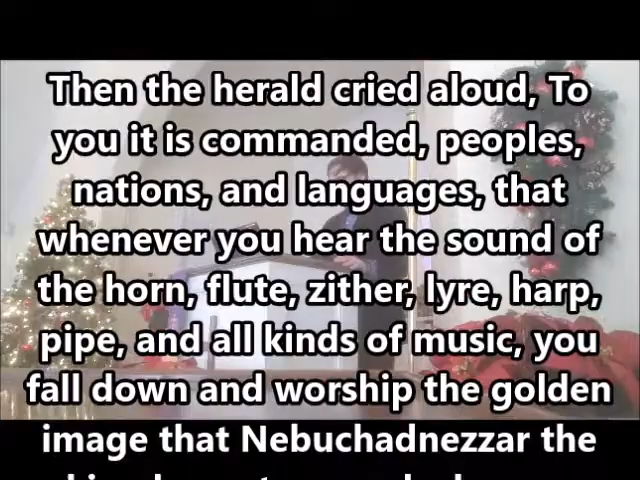 Then the herald cried aloud, To
you it is commanded, peoples,
nations, and languages, that
whenever you hear the sound of
the horn, flute, zither, lyre, harp,
pipe, and all kinds of music, you
fall down and worship the golden
image that Nebuchadnezzar the